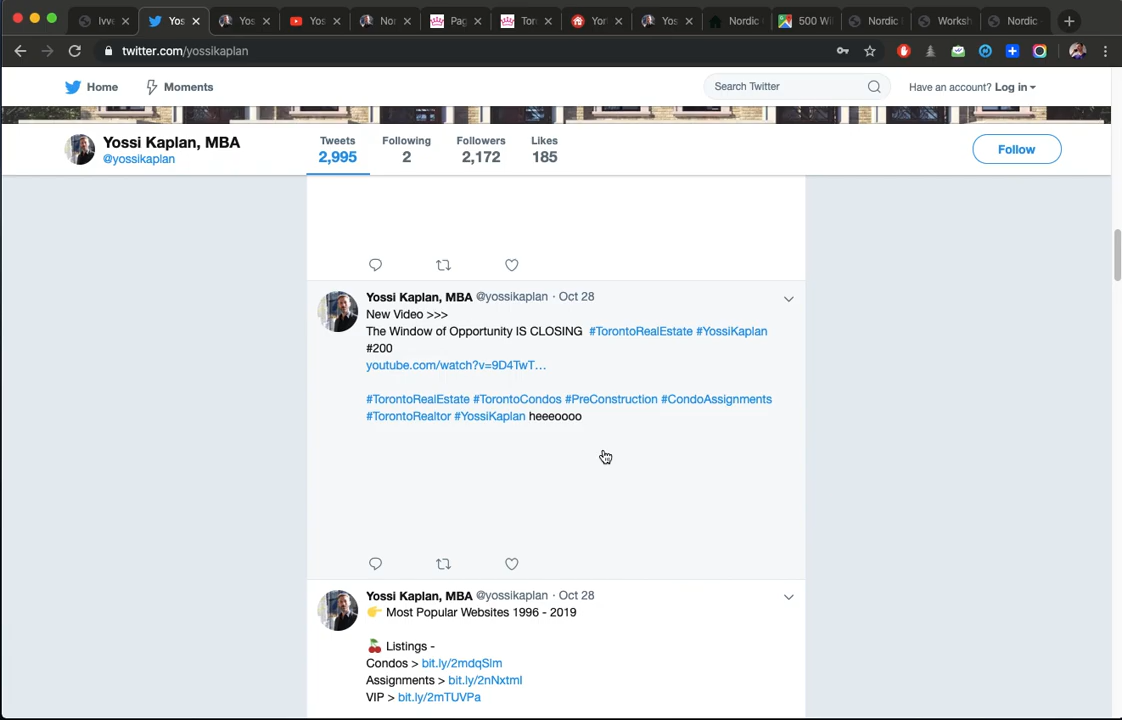 Ivve
Yos
Yos
Yos
Nor
Pag
Tor
Yor
Yos
Nordic
500 Wi
Nordic
Worksh
Nordic
twitter.com/yossikaplan
Home
Moments
Search Twitter
Have an account? Log in
Yossi Kaplan, MBA
@yossikaplan
Tweets
2,995
Following
2
Followers
2,172
Likes
185
Follow
Yossi Kaplan, MBA @yossikaplan · Oct 28
New Video >>>
The Window of Opportunity IS CLOSING #TorontoRealEstate #YossiKaplan
#200
youtube.com/watch?v=9D4TwT…
#TorontoRealEstate #TorontoCondos #PreConstruction #CondoAssignments
#TorontoRealtor #YossiKaplan heeeoooo
Yossi Kaplan, MBA @yossikaplan · Oct 28
👉 Most Popular Websites 1996 - 2019
🍒 Listings -
Condos > bit.ly/2mdqSlm
Assignments > bit.ly/2nNxtmI
VIP > bit.ly/2mTUVPa